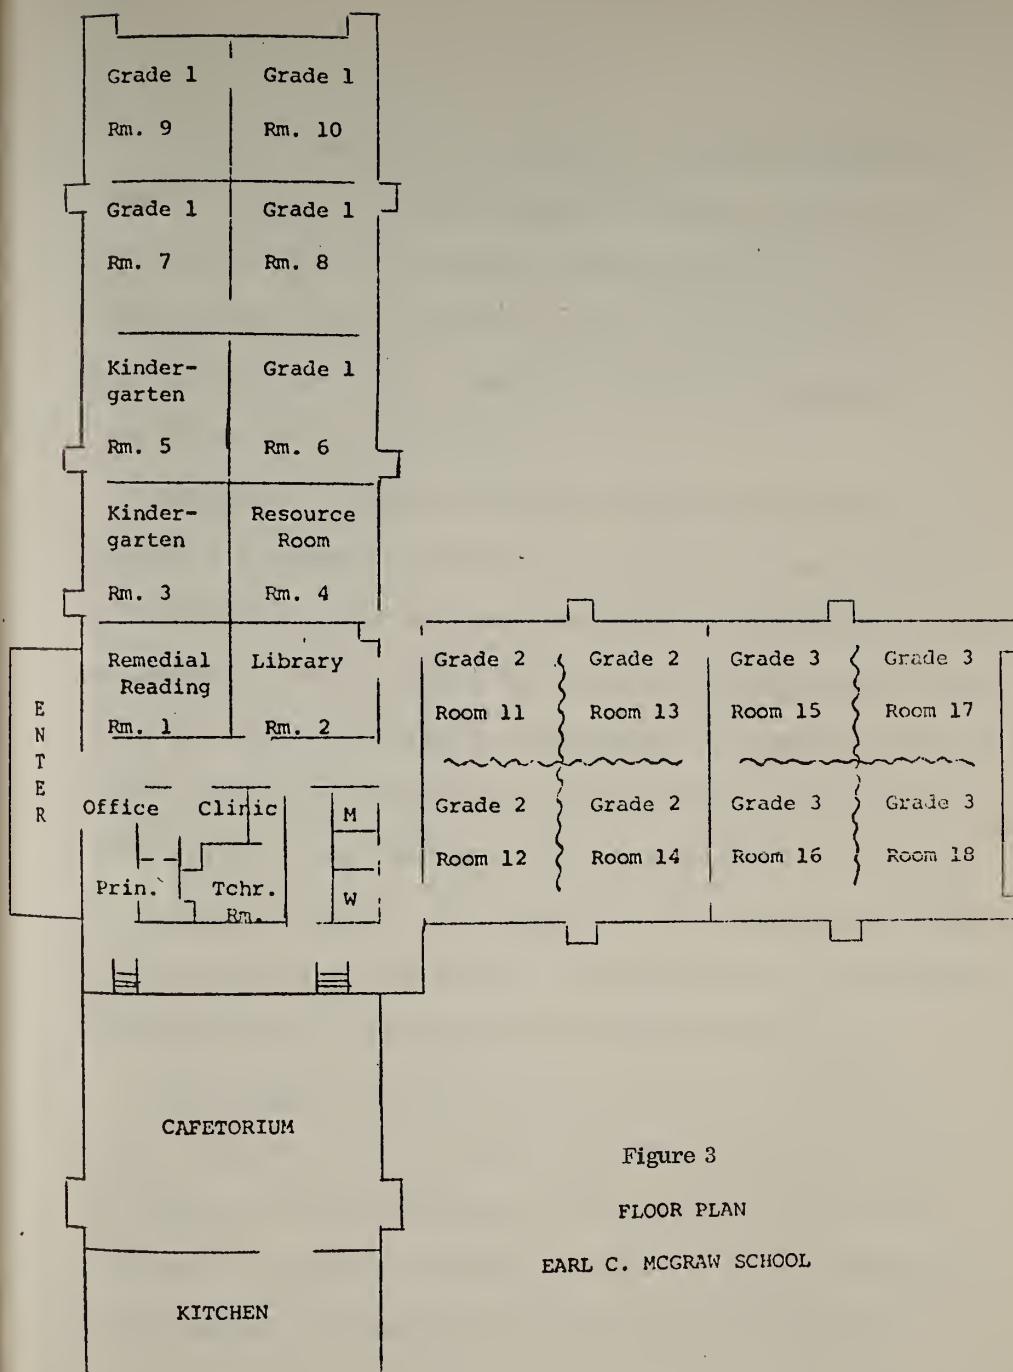 Grade 1 Grade 1
Rm. 9 Rm. 10
Grade 1 Grade 1
Rm. 7 Rm. 8
Kinder- Grade 1
garten
Rm. 5 Rm. 6
Kinder- Resource
garten Room
Rm. 3 Rm. 4
Remedial Library
Reading
Rm. 1 Rm. 2
ENTER
Grade 2 Grade 2 Grade 3 Grade 3
Room 11 Room 13 Room 15 Room 17
Grade 2 Grade 2 Grade 3 Grade 3
Room 12 Room 14 Room 16 Room 18
Office Clinic M
Prin. Tchr. W
Rm.
CAFETORIUM
KITCHEN
Figure 3
FLOOR PLAN
EARL C. MCGRAW SCHOOL